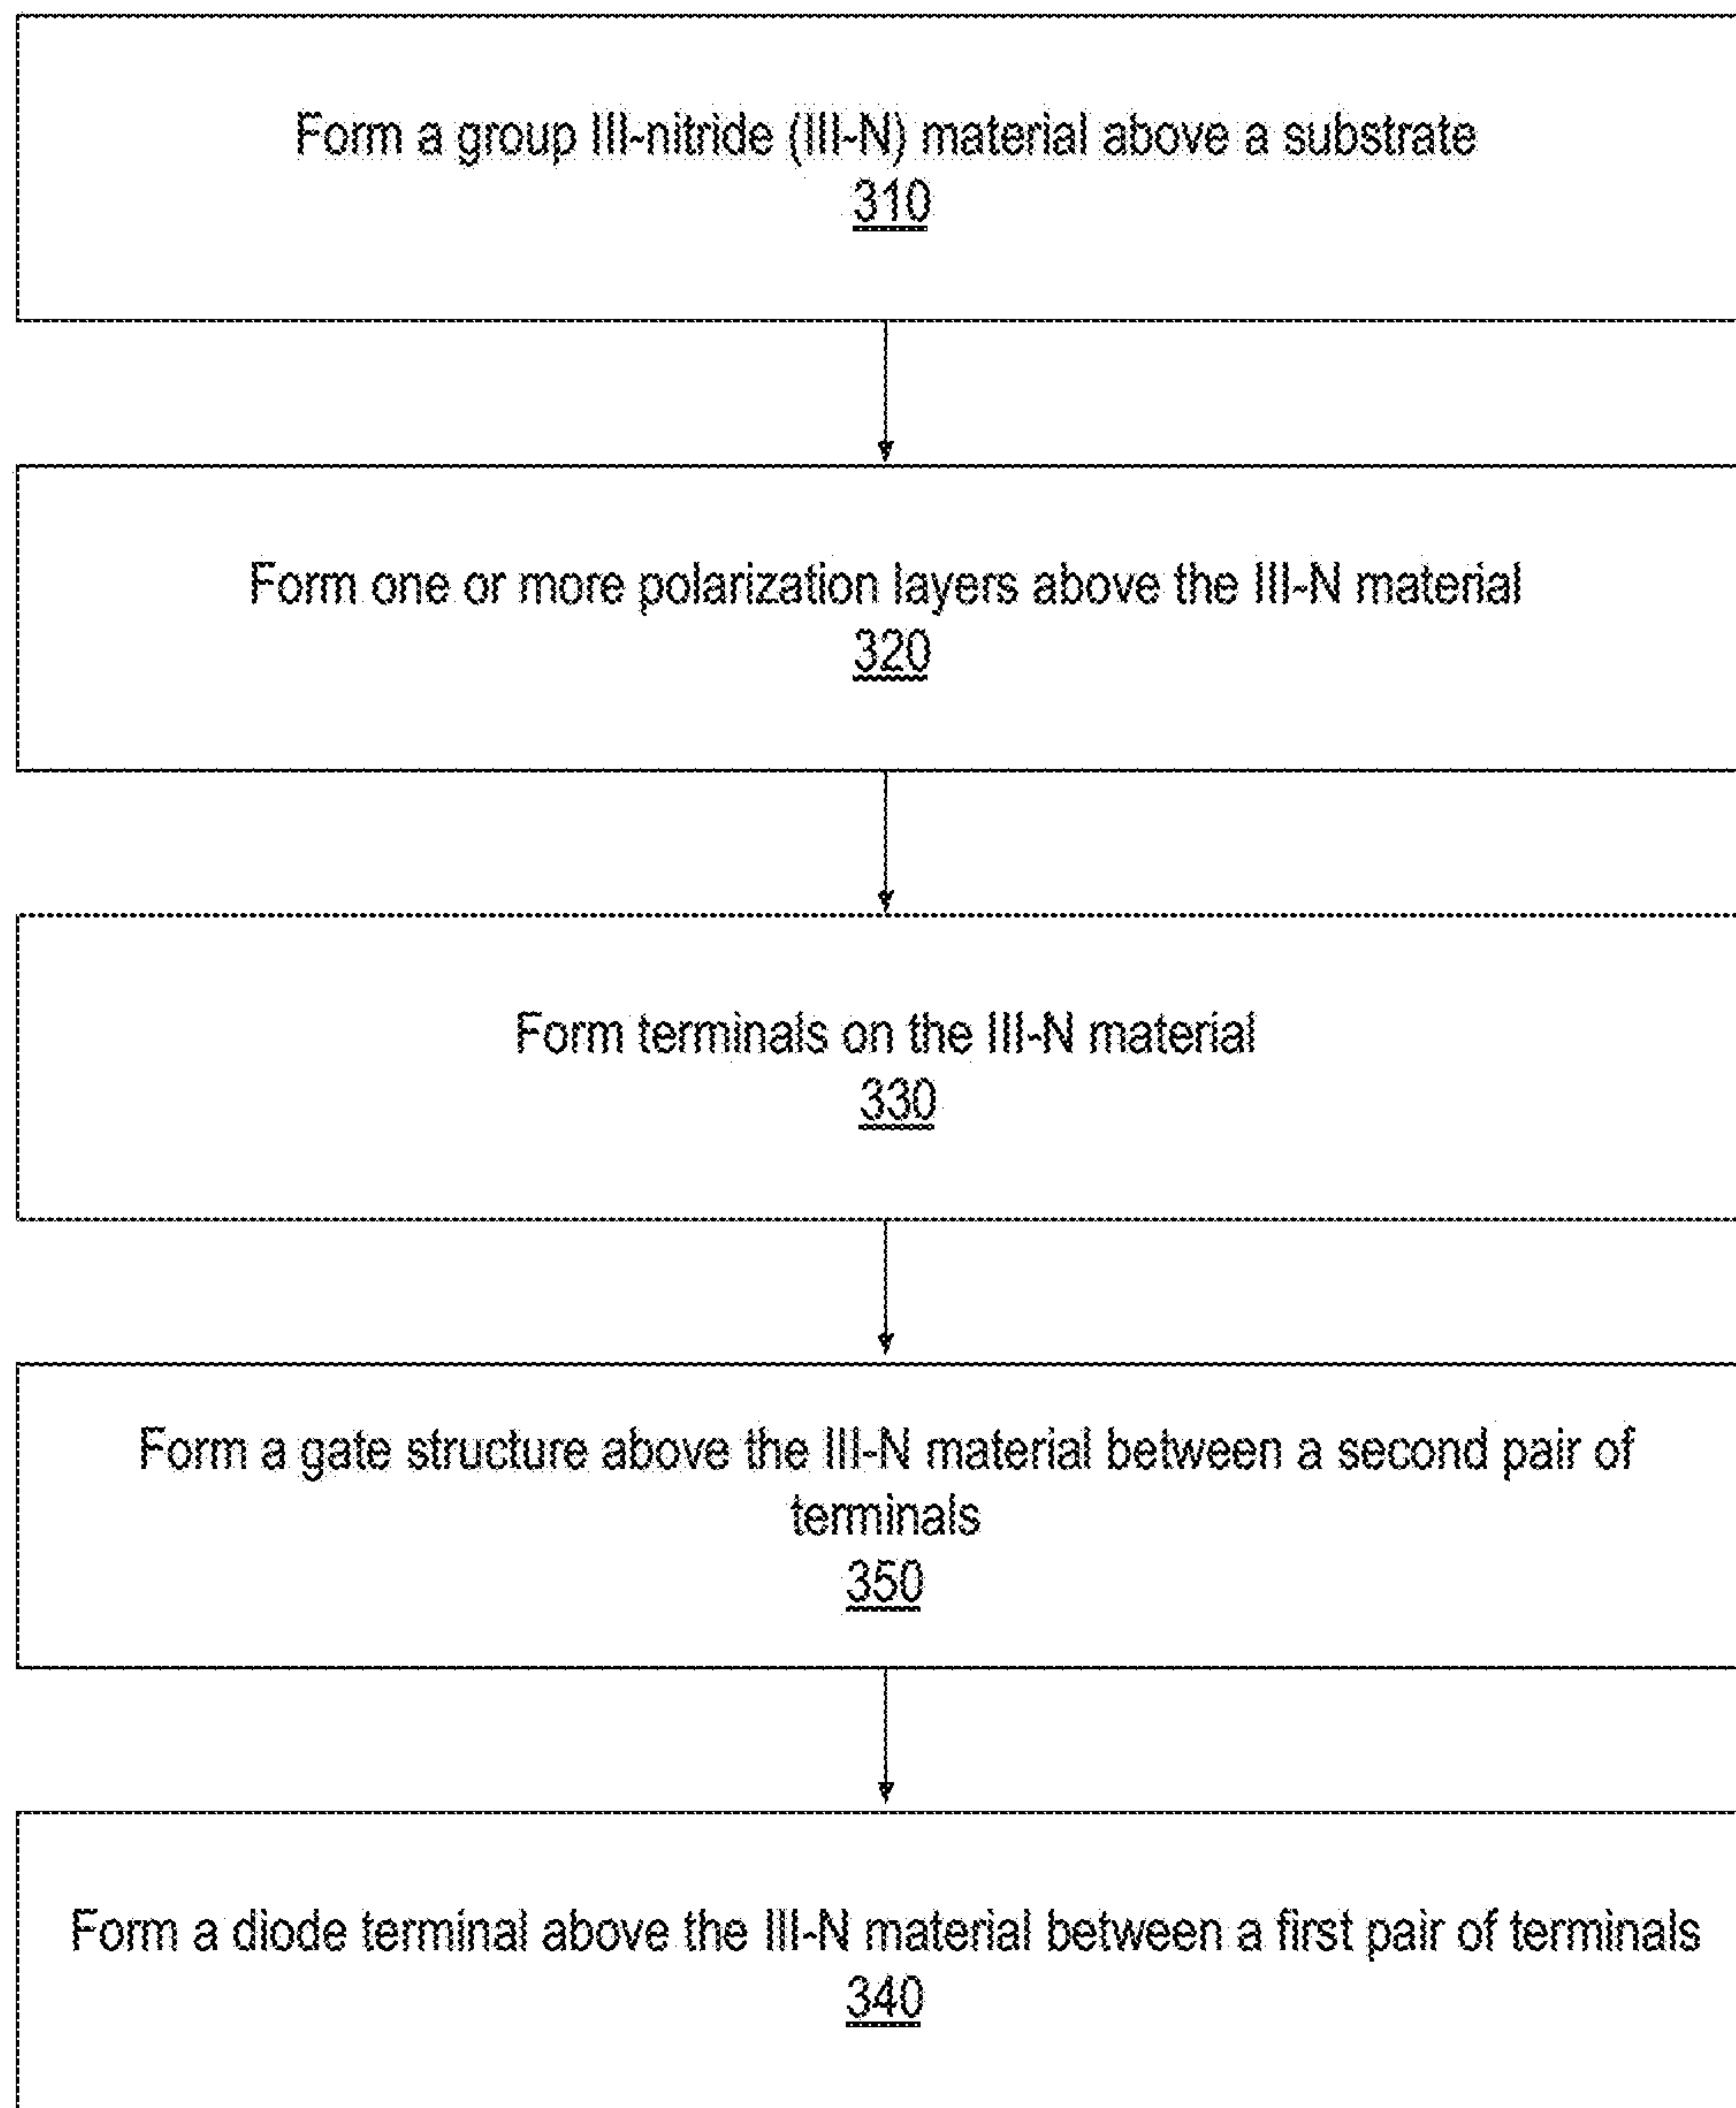 Form a group III-nitride (III-N) material above a substrate
310
Form one or more polarization layers above the III-N material
320
Form terminals on the III-N material
330
Form a gate structure above the III-N material between a second pair of
terminals
350
Form a diode terminal above the III-N material between a first pair of terminals
340